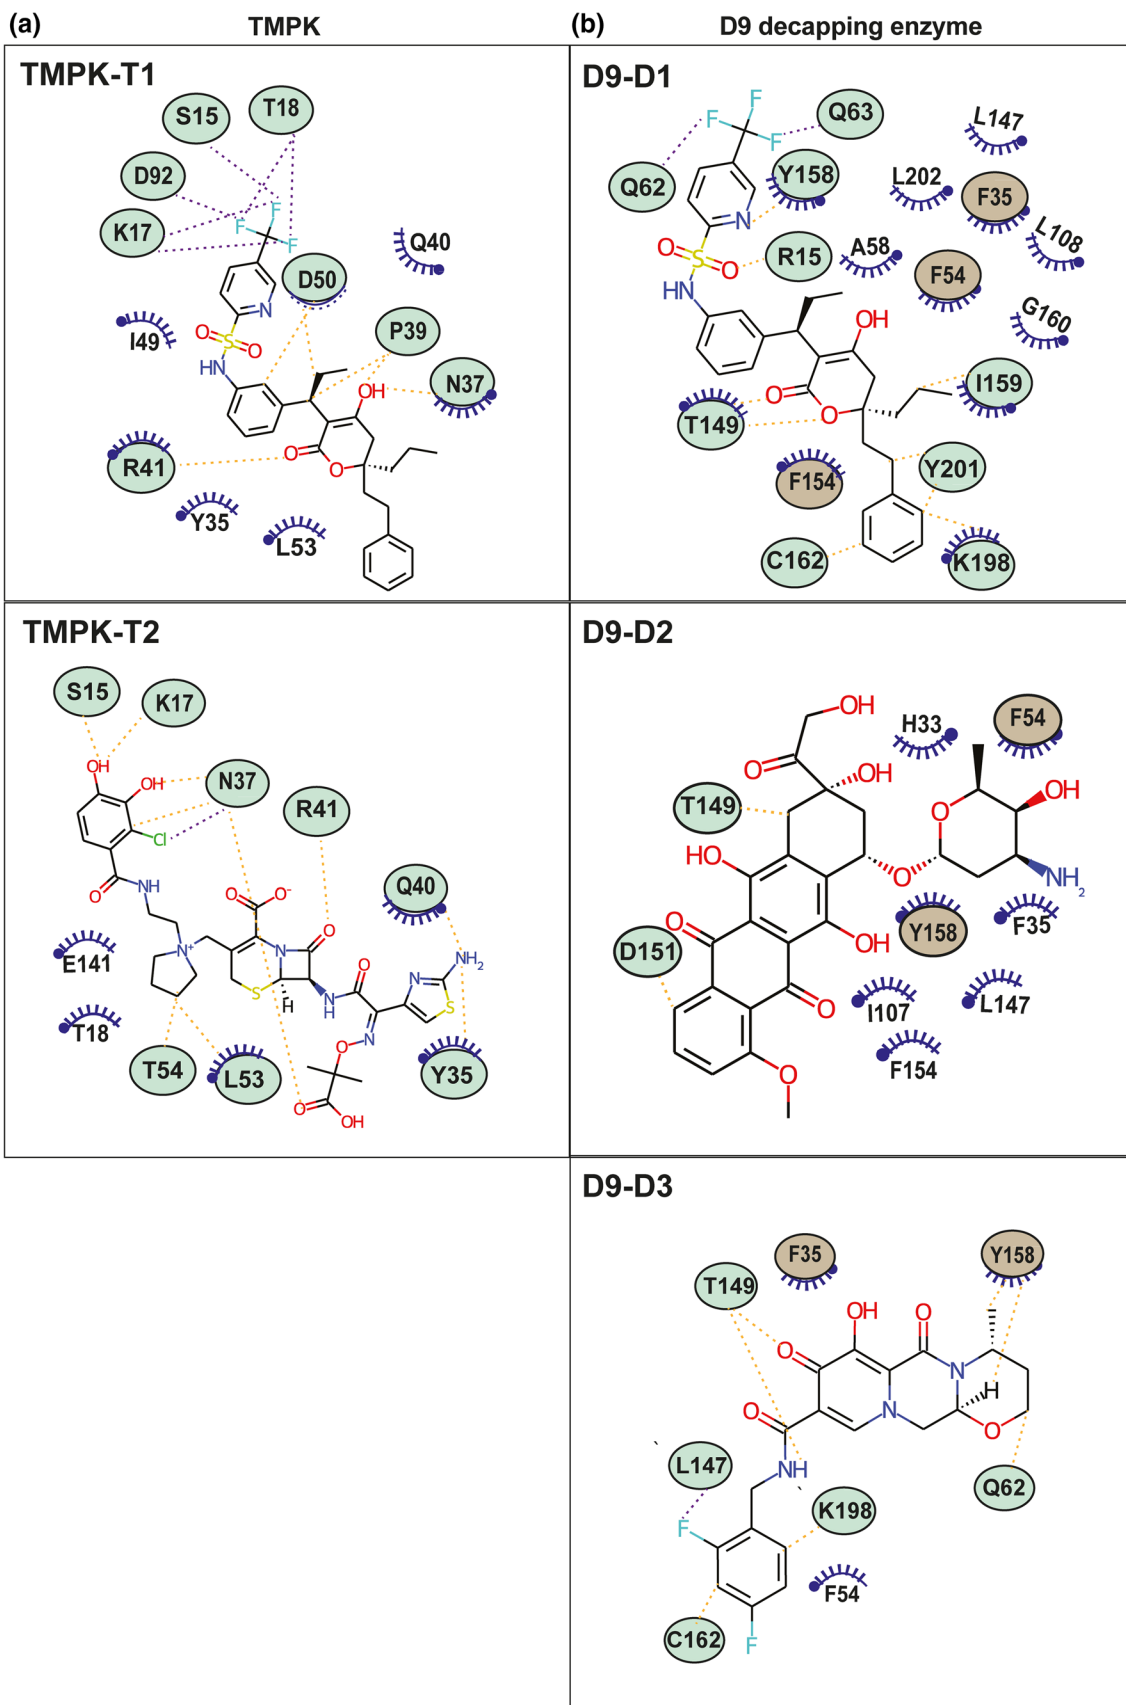 (a) TMPK
(b) D9 decapping enzyme
TMPK-T1
S15
T18
D92
K17
F
F
F
Q40
D50
N
I49
P39
O
S
O
HN
OH
N37
R41
O
O
Y35
L53
D9-D1
F
F
F
Q63
L147
Q62
Y158
L202
F35
N
L108
O
S
O
R15
A58
F54
HN
G160
OH
O
O
I159
T149
F154
Y201
C162
K198
TMPK-T2
S15
K17
OH
OH
N37
R41
Cl
O
NH
O
O-
Q40
N+
N
O
E141
O
N
NH2
S
H
NH
S
T18
O
N
T54
L53
Y35
O
OH
D9-D2
OH
H33
F54
O
OH
T149
O
OH
HO
O
NH2
O
Y158
F35
D151
OH
O
I107
L147
F154
O
D9-D3
F35
Y158
T149
OH
O
O
N
H
O
N
O
L147
NH
Q62
K198
F
F54
C162
F